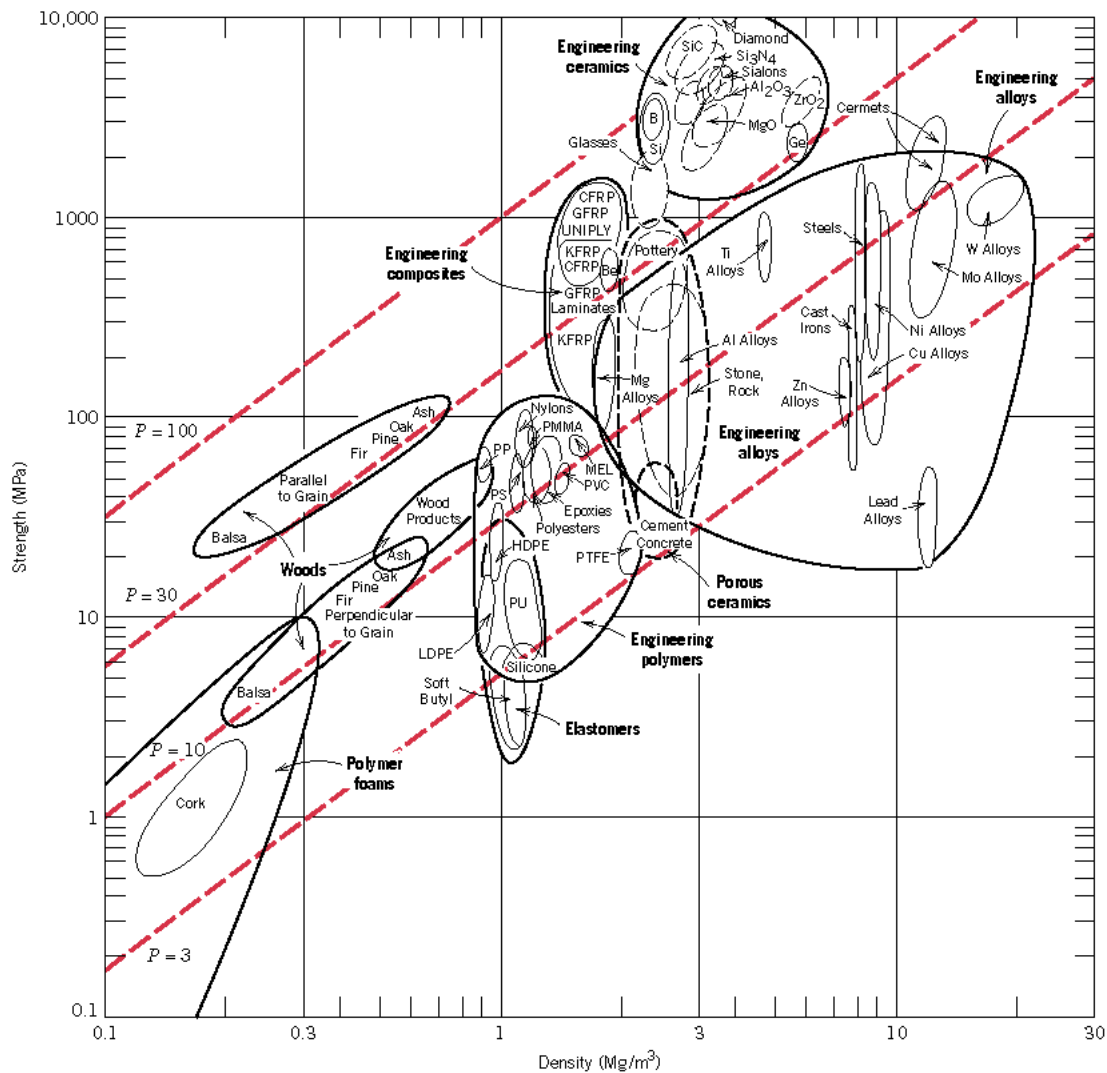 10,000
1000
100
10
1
0.1
Strength (MPa)
0.1
0.3
1
3
10
30
Density (Mg/m³)
P = 100
P = 30
P = 10
P = 3
Engineering
ceramics
Diamond
SiC
Si₃N₄
Sialons
Al₂O₃
ZrO₂
B
MgO
Si
Ge
Glasses
Cermets
Engineering
alloys
CFRP
GFRP
UNIPLY
KFRP
CFRP
Be
GFRP
Laminates
KFRP
Engineering
composites
Pottery
Ti
Alloys
Steels
W Alloys
Mo Alloys
Cast
Irons
Ni Alloys
Cu Alloys
Al Alloys
Mg
Alloys
Stone,
Rock
Zn
Alloys
Engineering
alloys
Lead
Alloys
Ash
Oak
Pine
Fir
Parallel
to Grain
Balsa
Nylons
PMMA
PP
MEL
PVC
PS
Epoxies
Polyesters
Wood
Products
HDPE
Cement
Concrete
PTFE
Woods
Ash
Oak
Pine
Fir
Perpendicular
to Grain
Balsa
PU
Porous
ceramics
LDPE
Silicone
Engineering
polymers
Soft
Butyl
Elastomers
Polymer
foams
Cork